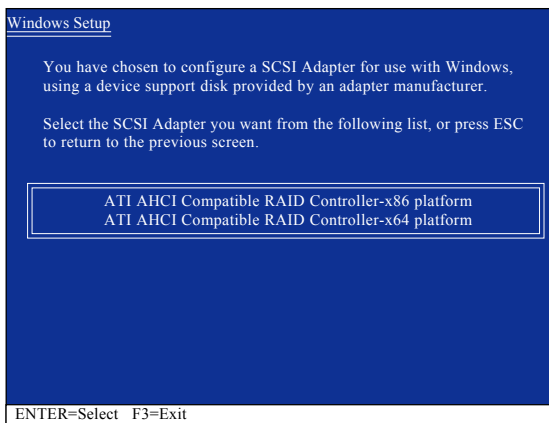 Windows Setup
You have chosen to configure a SCSI Adapter for use with Windows,
using a device support disk provided by an adapter manufacturer.
Select the SCSI Adapter you want from the following list, or press ESC
to return to the previous screen.
ATI AHCI Compatible RAID Controller-x86 platform
ATI AHCI Compatible RAID Controller-x64 platform
ENTER=Select F3=Exit